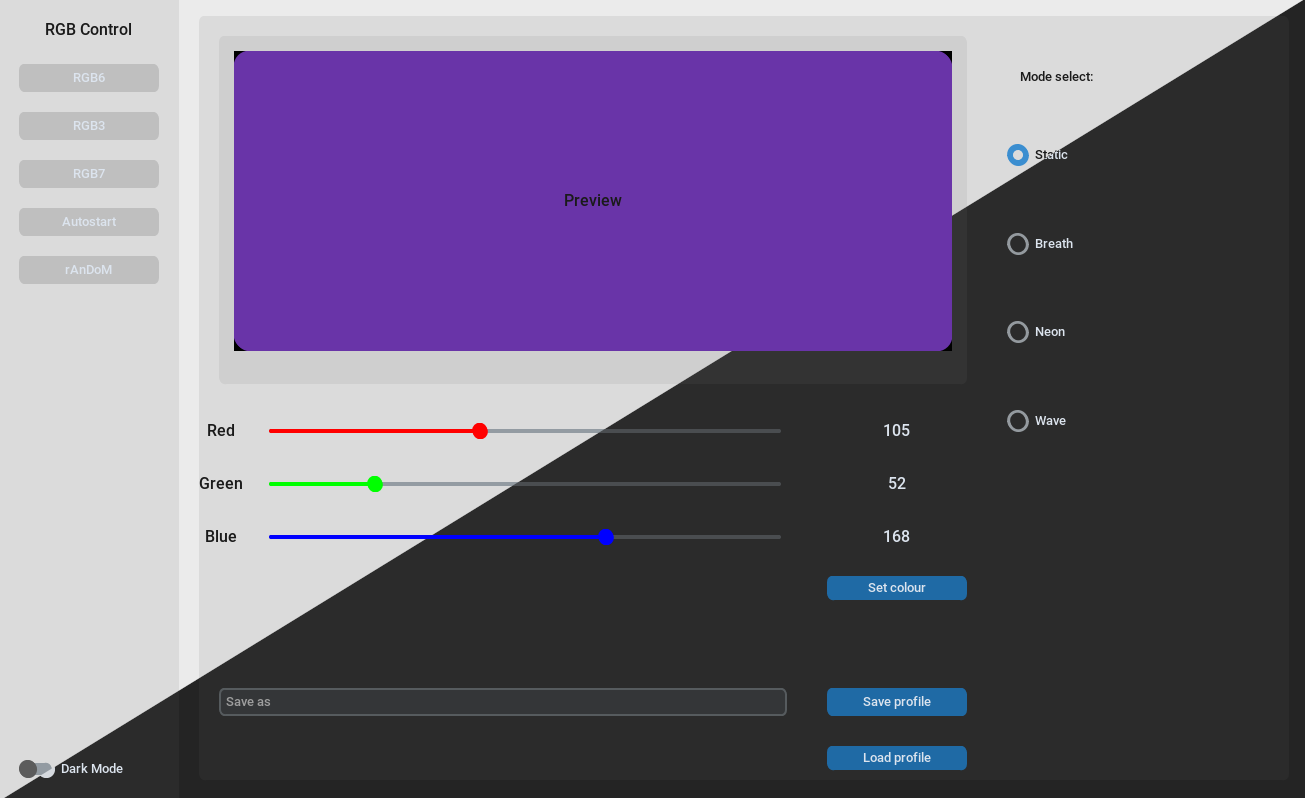 RGB Control
RGB6
RGB3
RGB7
Autostart
rAnDoM
Dark Mode
Preview
Red
105
Green
52
Blue
168
Set colour
Save as
Save profile
Load profile
Mode select:
Static
Breath
Neon
Wave